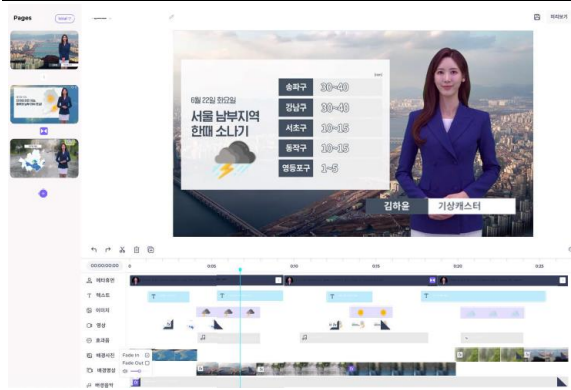 Pages
미리보기
6월 22일 화요일
서울 남부지역
한때 소나기
(mm)
송파구 30~40
강남구 30~40
서초구 10~15
동작구 10~15
영등포구 1~5
김하윤 기상캐스터
00:00:00:00 0 0:05 0:10 0:15 0:20 0:25
T 텍스트
T
T
T
T
이미지
영상
효과음
배경사진
Fade In
Fade Out
배경영상
배경음악